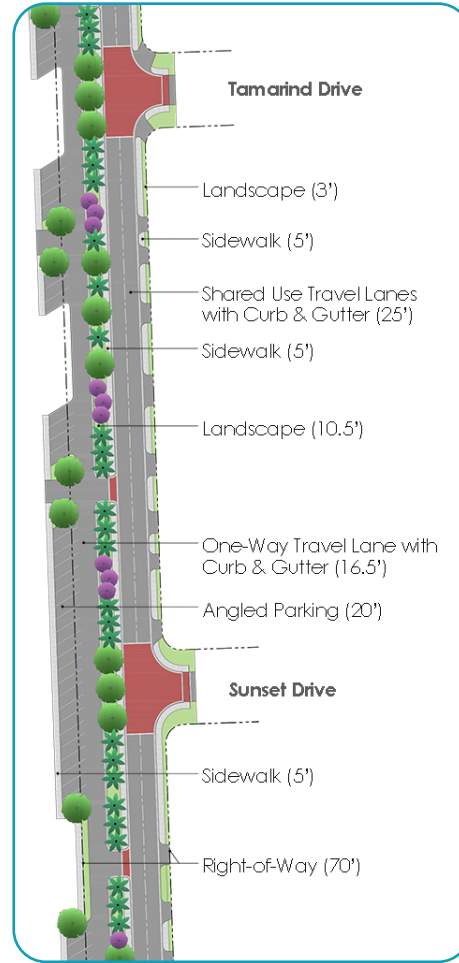 Tamarind Drive
Landscape (3')
Sidewalk (5')
Shared Use Travel Lanes
with Curb & Gutter (25')
Sidewalk (5')
Landscape (10.5')
One-Way Travel Lane with
Curb & Gutter (16.5')
Angled Parking (20')
Sunset Drive
Sidewalk (5')
Right-of-Way (70')